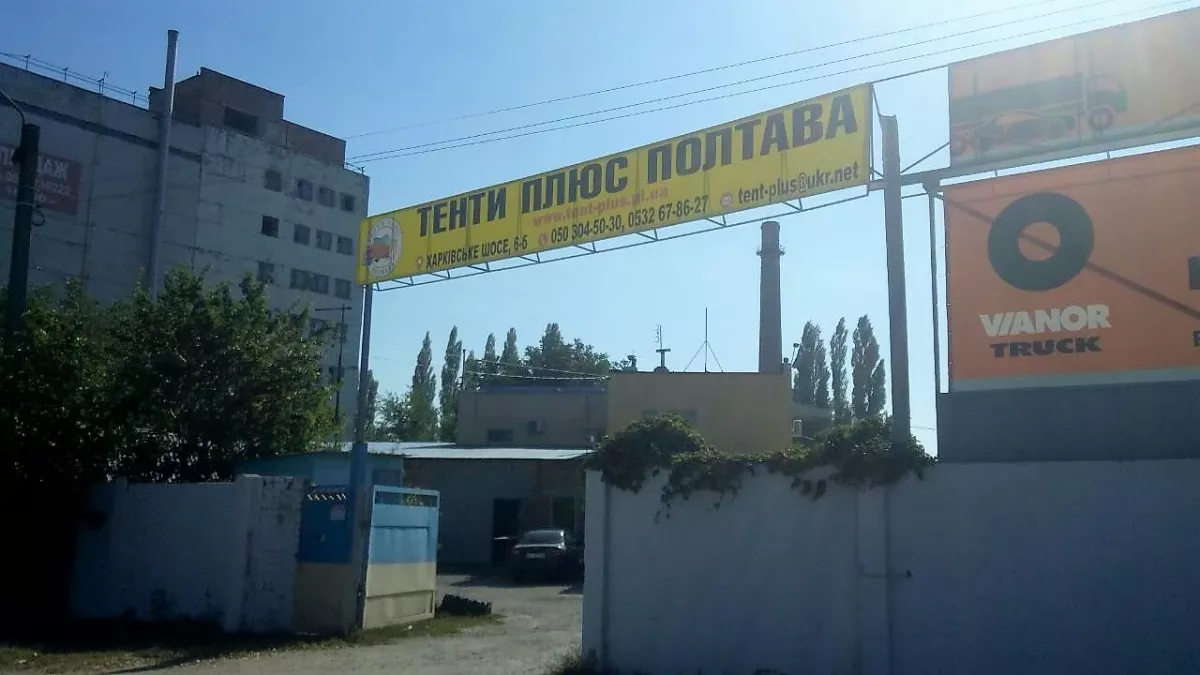 ТЕНТИ ПЛЮС ПОЛТАВА
www.tent-plus.pl.ua
ХАРКІВСЬКЕ ШОСЕ, 6-б 050 304-50-30, 0532 67-86-27 tent-plus@ukr.net
VIANOR
TRUCK